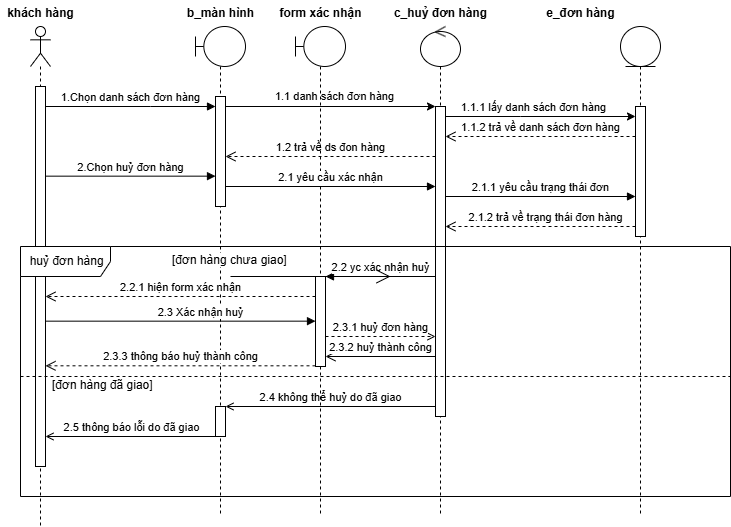 khách hàng
b_màn hình
form xác nhận
c_huỷ đơn hàng
e_đơn hàng
1.Chọn danh sách đơn hàng
1.1 danh sách đơn hàng
1.1.1 lấy danh sách đơn hàng
1.1.2 trả về danh sách đơn hàng
1.2 trả về ds đon hàng
2.Chọn huỷ đơn hàng
2.1 yêu cầu xác nhận
2.1.1 yêu cầu trạng thái đơn
2.1.2 trả về trạng thái đơn hàng
huỷ đơn hàng
[đơn hàng chưa giao]
2.2 yc xác nhận huỷ
2.2.1 hiện form xác nhận
2.3 Xác nhận huỷ
2.3.1 huỷ đơn hàng
2.3.2 huỷ thành công
2.3.3 thông báo huỷ thành công
[đơn hàng đã giao]
2.4 không thể huỷ do đã giao
2.5 thông báo lỗi do đã giao